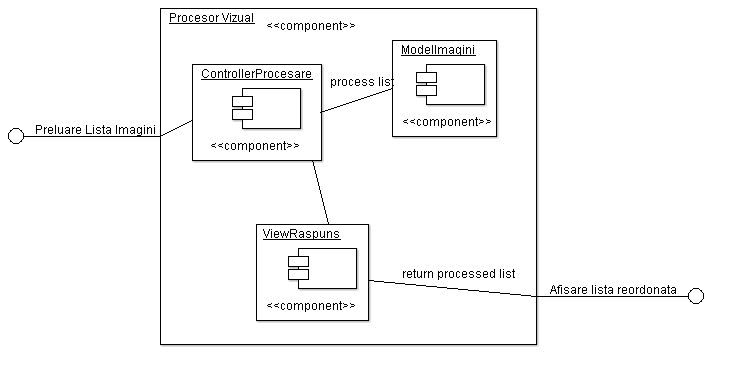 Procesor Vizual
<<component>>
ModelImagini
<<component>>
ControllerProcesare
<<component>>
process list
Preluare Lista Imagini
ViewRaspuns
<<component>>
return processed list
Afisare lista reordonata